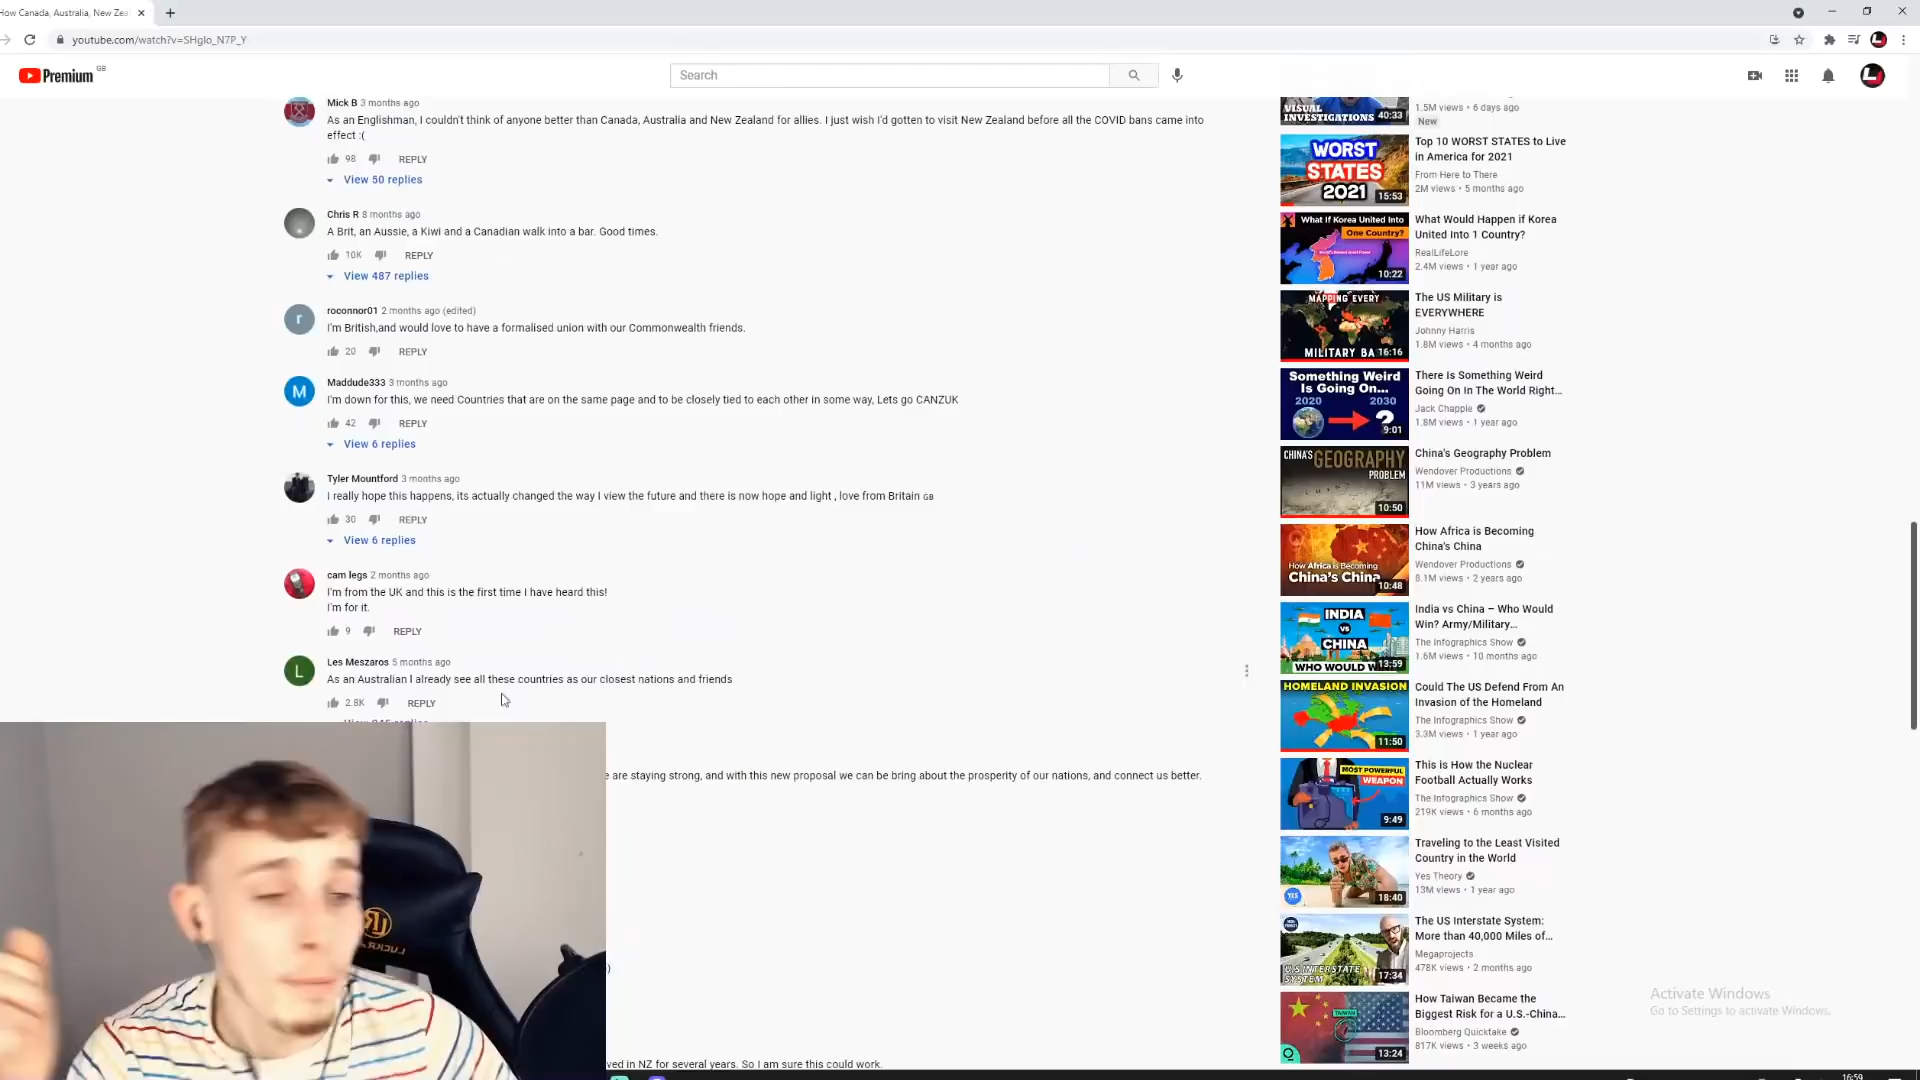 How Canada, Australia, New Zea
youtube.com/watch?v=SHglo_N7P_Y
Premium GB
Search
Mick B 3 months ago
As an Englishman, I couldn't think of anyone better than Canada, Australia and New Zealand for allies. I just wish I'd gotten to visit New Zealand before all the COVID bans came into
effect :(
98 REPLY
View 50 replies
Chris R 8 months ago
A Brit, an Aussie, a Kiwi and a Canadian walk into a bar. Good times.
10K REPLY
View 487 replies
roconnor01 2 months ago (edited)
I'm British,and would love to have a formalised union with our Commonwealth friends.
20 REPLY
Maddude333 3 months ago
I'm down for this, we need Countries that are on the same page and to be closely tied to each other in some way, Lets go CANZUK
42 REPLY
View 6 replies
Tyler Mountford 3 months ago
I really hope this happens, its actually changed the way I view the future and there is now hope and light , love from Britain GB
30 REPLY
View 6 replies
cam legs 2 months ago
I'm from the UK and this is the first time I have heard this!
I'm for it.
9 REPLY
L
Les Meszaros 5 months ago
As an Australian I already see all these countries as our closest nations and friends
2.8K REPLY
e are staying strong, and with this new proposal we can be bring about the prosperity of our nations, and connect us better.
ved in NZ for several years. So I am sure this could work.
VISUAL
INVESTIGATIONS
40:33
1.5M views • 6 days ago
New
WORST
STATES
2021
15:53
Top 10 WORST STATES to Live
in America for 2021
From Here to There
2M views • 5 months ago
What If Korea United Into
One Country?
10:22
What Would Happen if Korea
United Into 1 Country?
RealLifeLore
2.4M views • 1 year ago
MAPPING EVERY
MILITARY BA
16:16
The US Military is
EVERYWHERE
Johnny Harris
1.8M views • 4 months ago
Something Weird
Is Going On...
2020 2030
?
9:01
There Is Something Weird
Going On In The World Right...
Jack Chapple
1.8M views • 1 year ago
CHINA'S GEOGRAPHY
PROBLEM
10:50
China's Geography Problem
Wendover Productions
11M views • 3 years ago
How Africa is Becoming
China's China
10:48
How Africa is Becoming
China's China
Wendover Productions
8.1M views • 2 years ago
INDIA
VS
CHINA
WHO WOULD W
13:59
India vs China – Who Would
Win? Army/Military...
The Infographics Show
1.6M views • 10 months ago
HOMELAND INVASION
11:50
Could The US Defend From An
Invasion of the Homeland
The Infographics Show
3.3M views • 1 year ago
MOST POWERFUL
WEAPON
9:49
This is How the Nuclear
Football Actually Works
The Infographics Show
219K views • 6 months ago
YES
18:40
Traveling to the Least Visited
Country in the World
Yes Theory
13M views • 1 year ago
U.S INTERSTATE
SYSTEM
17:34
The US Interstate System:
More than 40,000 Miles of...
Megaprojects
478K views • 2 months ago
TAIWAN
13:24
How Taiwan Became the
Biggest Risk for a U.S.-China...
Bloomberg Quicktake
817K views • 3 weeks ago
Activate Windows
Go to Settings to activate Windows.
16:59